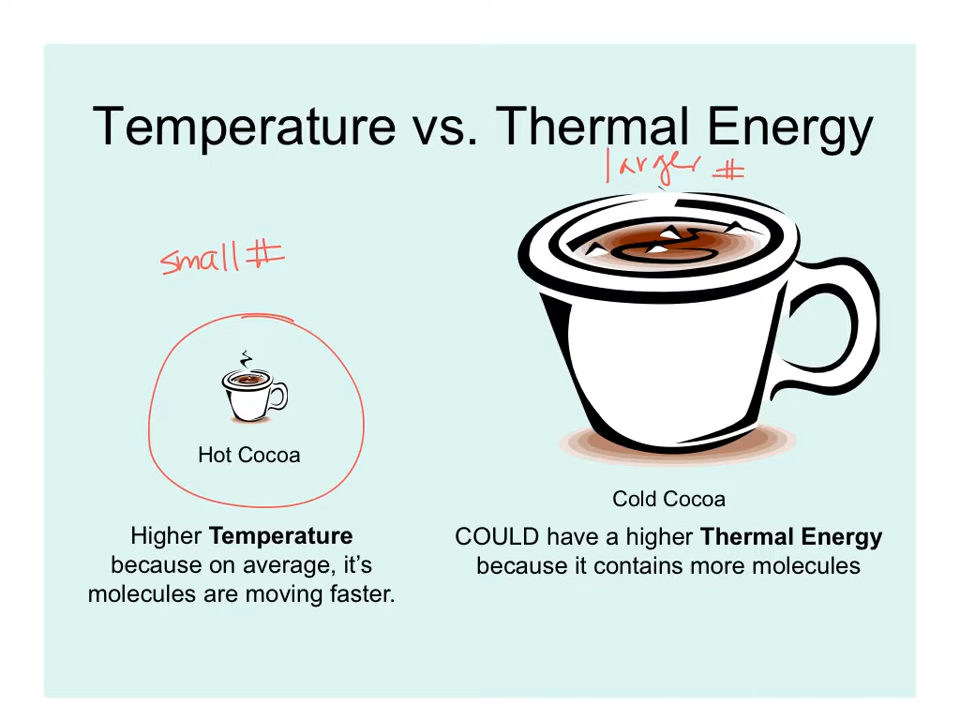 Temperature vs. Thermal Energy
larger #
small #
Hot Cocoa
Cold Cocoa
Higher Temperature
because on average, it's
molecules are moving faster.
COULD have a higher Thermal Energy
because it contains more molecules